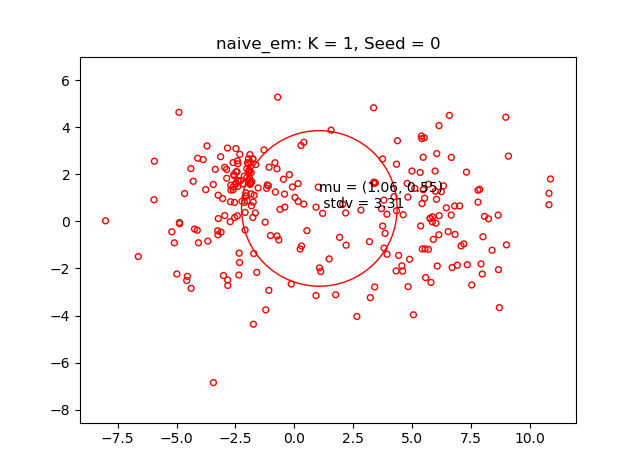 naive_em: K = 1, Seed = 0
6
4
2
0
−2
−4
−6
−8
mu = (1.06, 0.55)
stdv = 3.31
−7.5 −5.0 −2.5 0.0 2.5 5.0 7.5 10.0